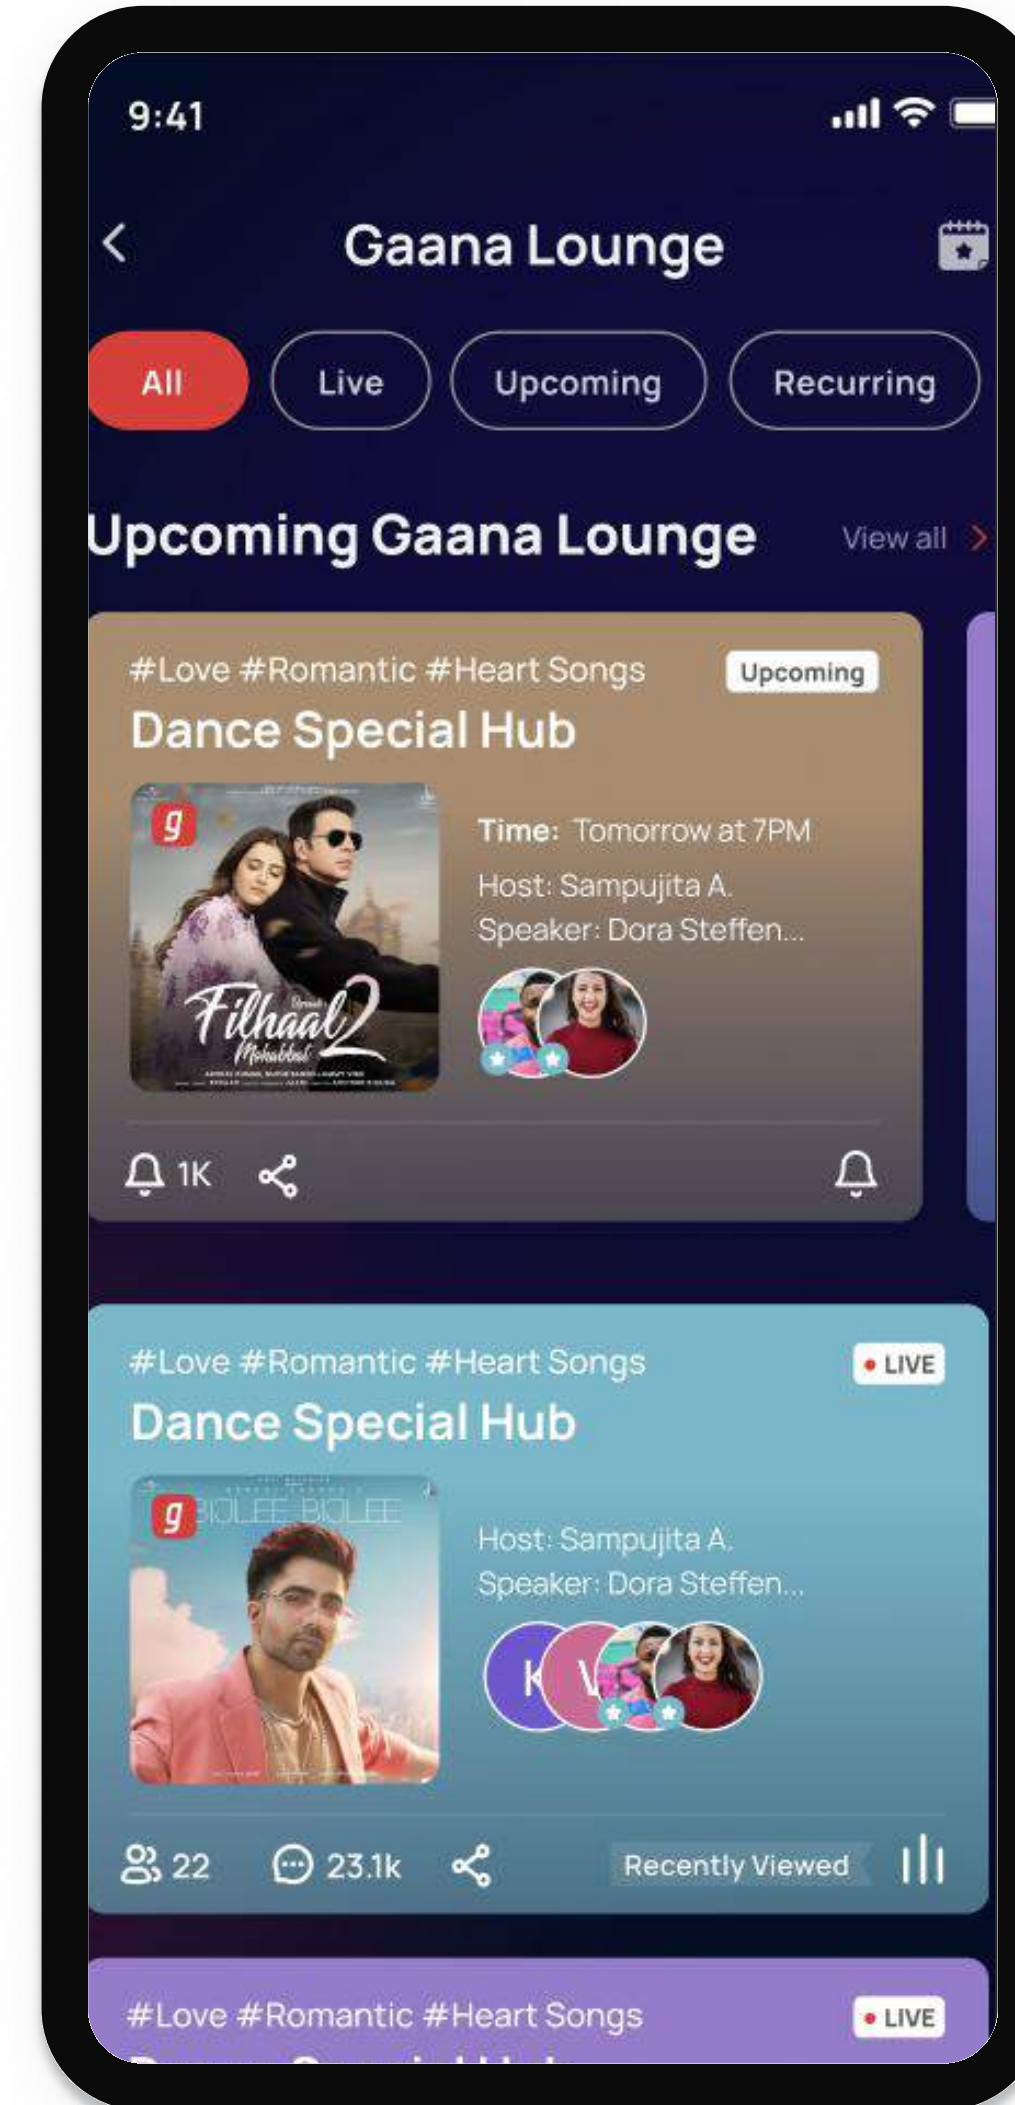 9:41
Gaana Lounge
All Live Upcoming Recurring
Upcoming Gaana Lounge View all
#Love #Romantic #Heart Songs Upcoming
Dance Special Hub
g
Time: Tomorrow at 7PM
Host: Sampujita A.
Speaker: Dora Steffen...
Filhaal2
Mohabbat
1K
#Love #Romantic #Heart Songs LIVE
Dance Special Hub
g BIJLEE BIJLEE
Host: Sampujita A.
Speaker: Dora Steffen...
K V
22 23.1k Recently Viewed
#Love #Romantic #Heart Songs LIVE